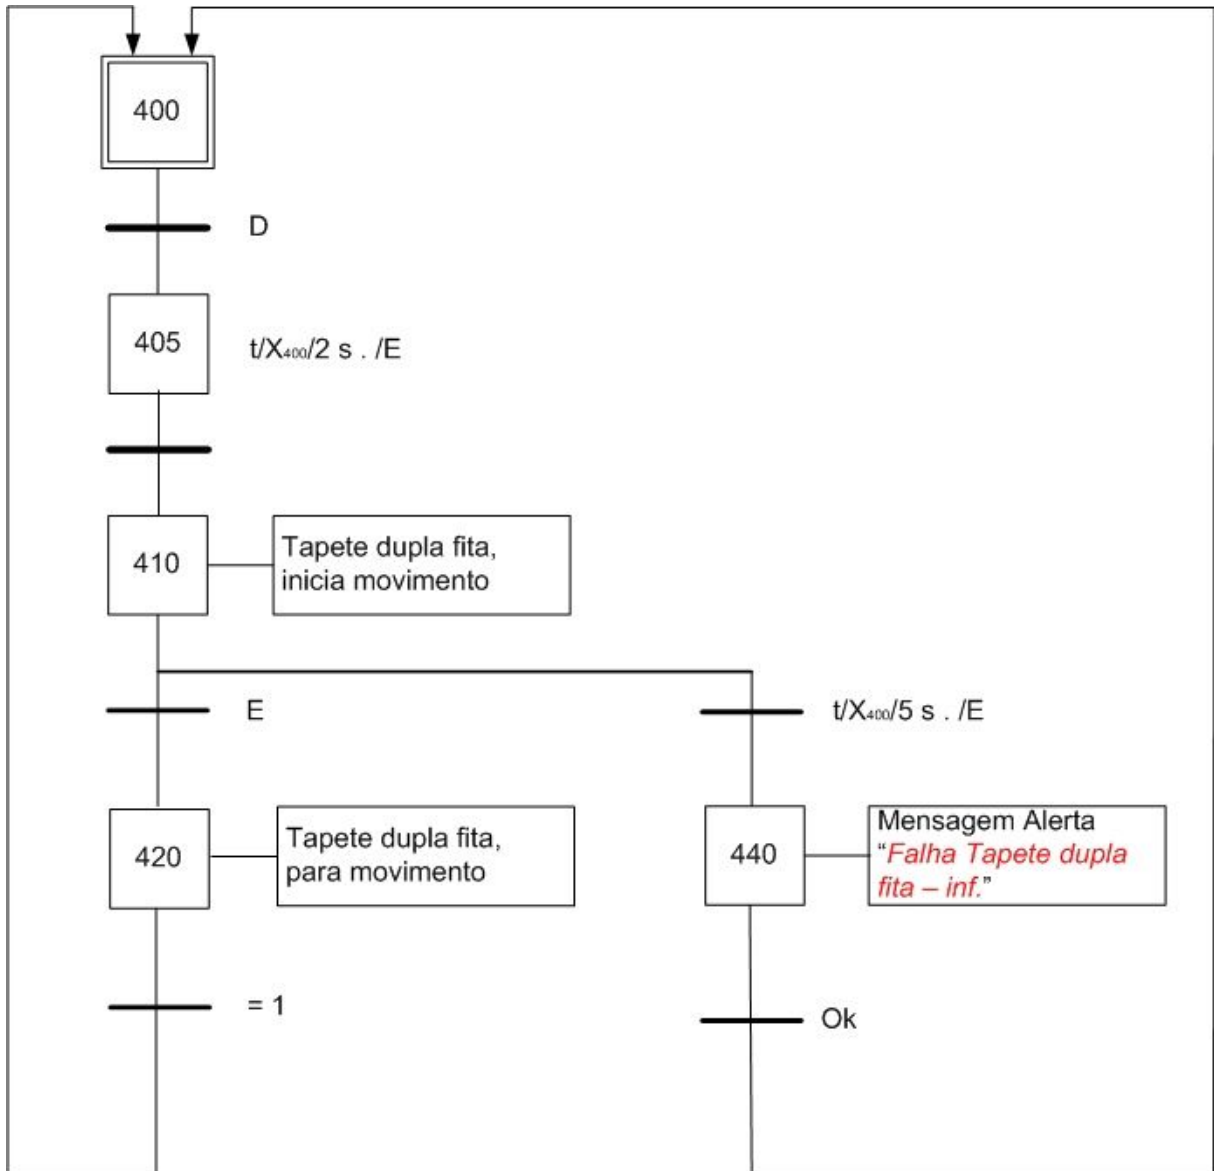 400
D
405
t/X400/2 s . /E
410
Tapete dupla fita,
inicia movimento
E
t/X400/5 s . /E
420
Tapete dupla fita,
para movimento
440
Mensagem Alerta
“Falha Tapete dupla
fita – inf.”
= 1
Ok